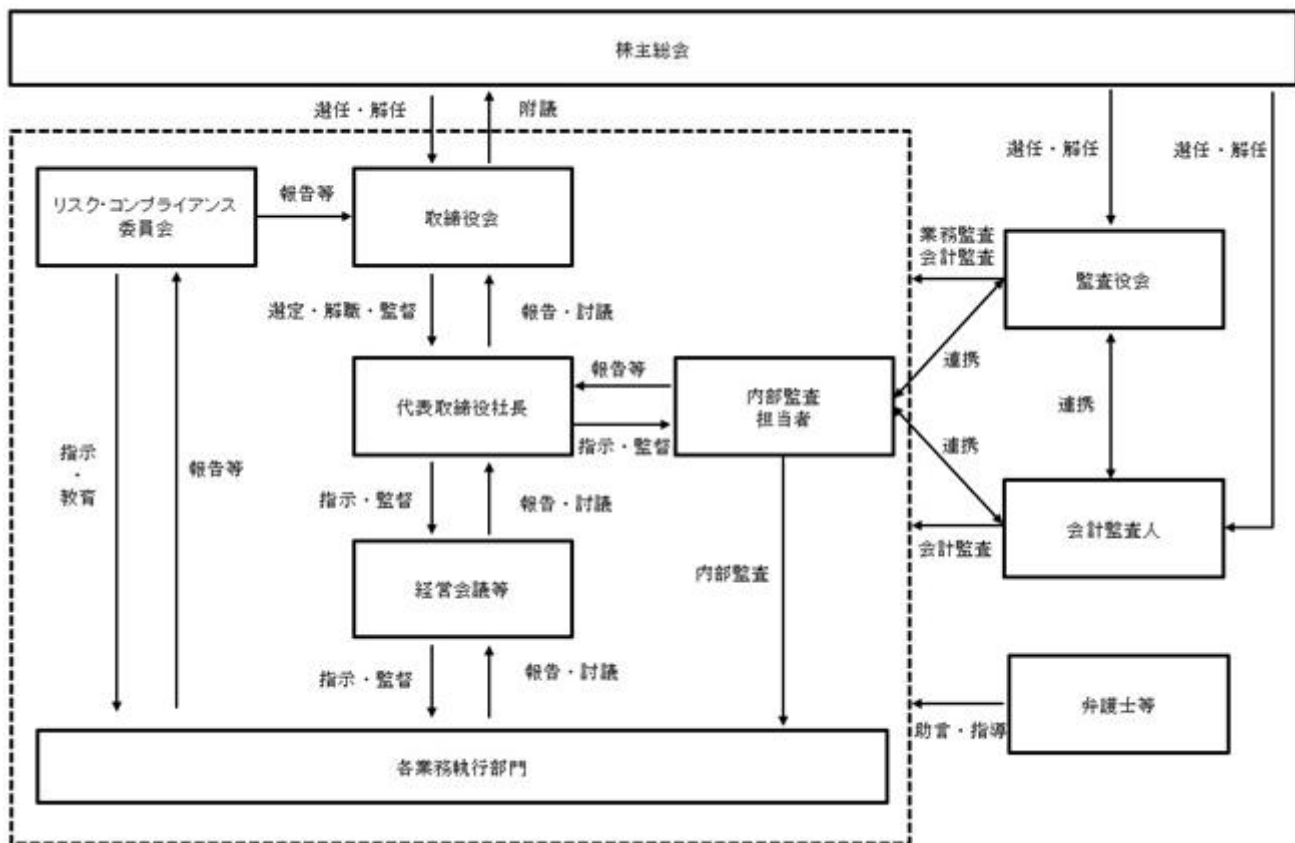 株主総会
選任・解任
附議
選任・解任
選任・解任
リスク・コンプライアンス
委員会
報告等
取締役会
業務監査
会計監査
監査役会
選定・解職・監督
報告・討議
連携
代表取締役社長
報告等
指示・監督
内部監査
担当者
連携
連携
指示
・
教育
報告等
指示・監督
報告・討議
会計監査
会計監査人
経営会議等
内部監査
指示・監督
報告・討議
弁護士等
助言・指導
各業務執行部門